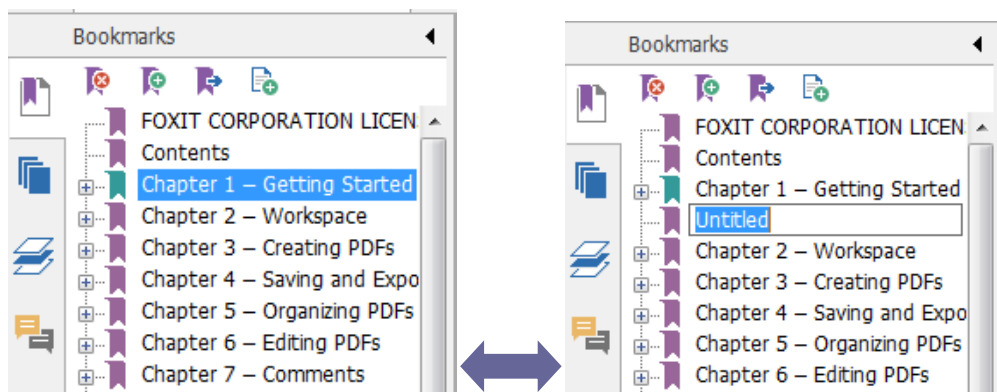 Bookmarks
FOXIT CORPORATION LICEN
Contents
Chapter 1 – Getting Started
Chapter 2 – Workspace
Chapter 3 – Creating PDFs
Chapter 4 – Saving and Expo
Chapter 5 – Organizing PDFs
Chapter 6 – Editing PDFs
Chapter 7 – Comments
Bookmarks
FOXIT CORPORATION LICEN
Contents
Chapter 1 – Getting Started
Untitled
Chapter 2 – Workspace
Chapter 3 – Creating PDFs
Chapter 4 – Saving and Expo
Chapter 5 – Organizing PDFs
Chapter 6 – Editing PDFs